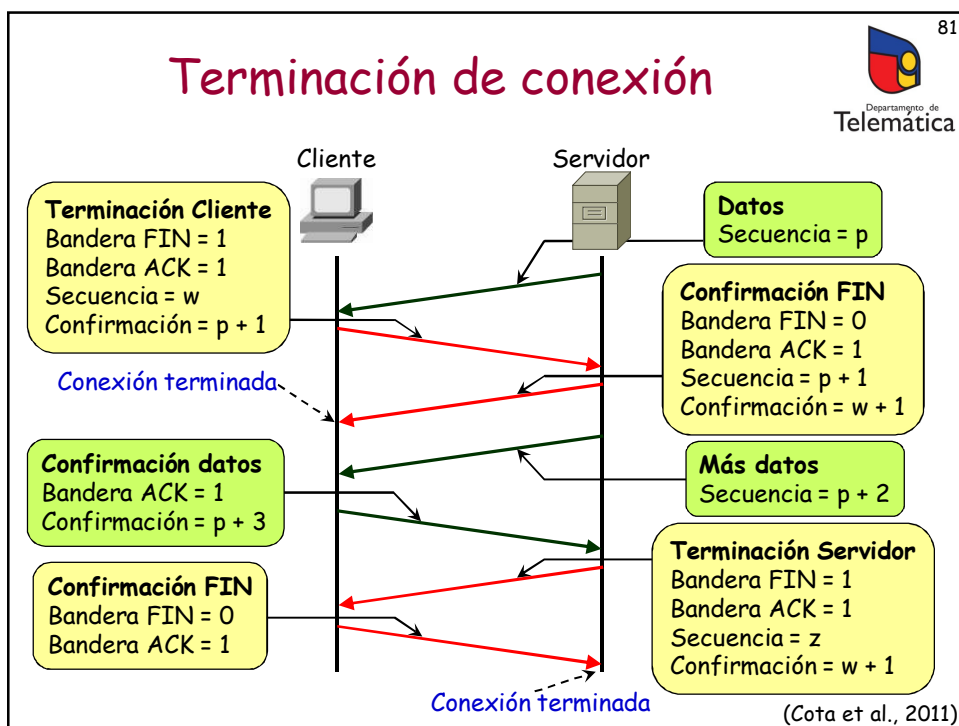 81
Terminación de conexión
Departamento de
Telemática
Cliente
Servidor
Terminación Cliente
Bandera FIN = 1
Bandera ACK = 1
Secuencia = w
Confirmación = p + 1
Datos
Secuencia = p
Confirmación FIN
Bandera FIN = 0
Bandera ACK = 1
Secuencia = p + 1
Confirmación = w + 1
Conexión terminada
Confirmación datos
Bandera ACK = 1
Confirmación = p + 3
Más datos
Secuencia = p + 2
Confirmación FIN
Bandera FIN = 0
Bandera ACK = 1
Terminación Servidor
Bandera FIN = 1
Bandera ACK = 1
Secuencia = z
Confirmación = w + 1
Conexión terminada
(Cota et al., 2011)